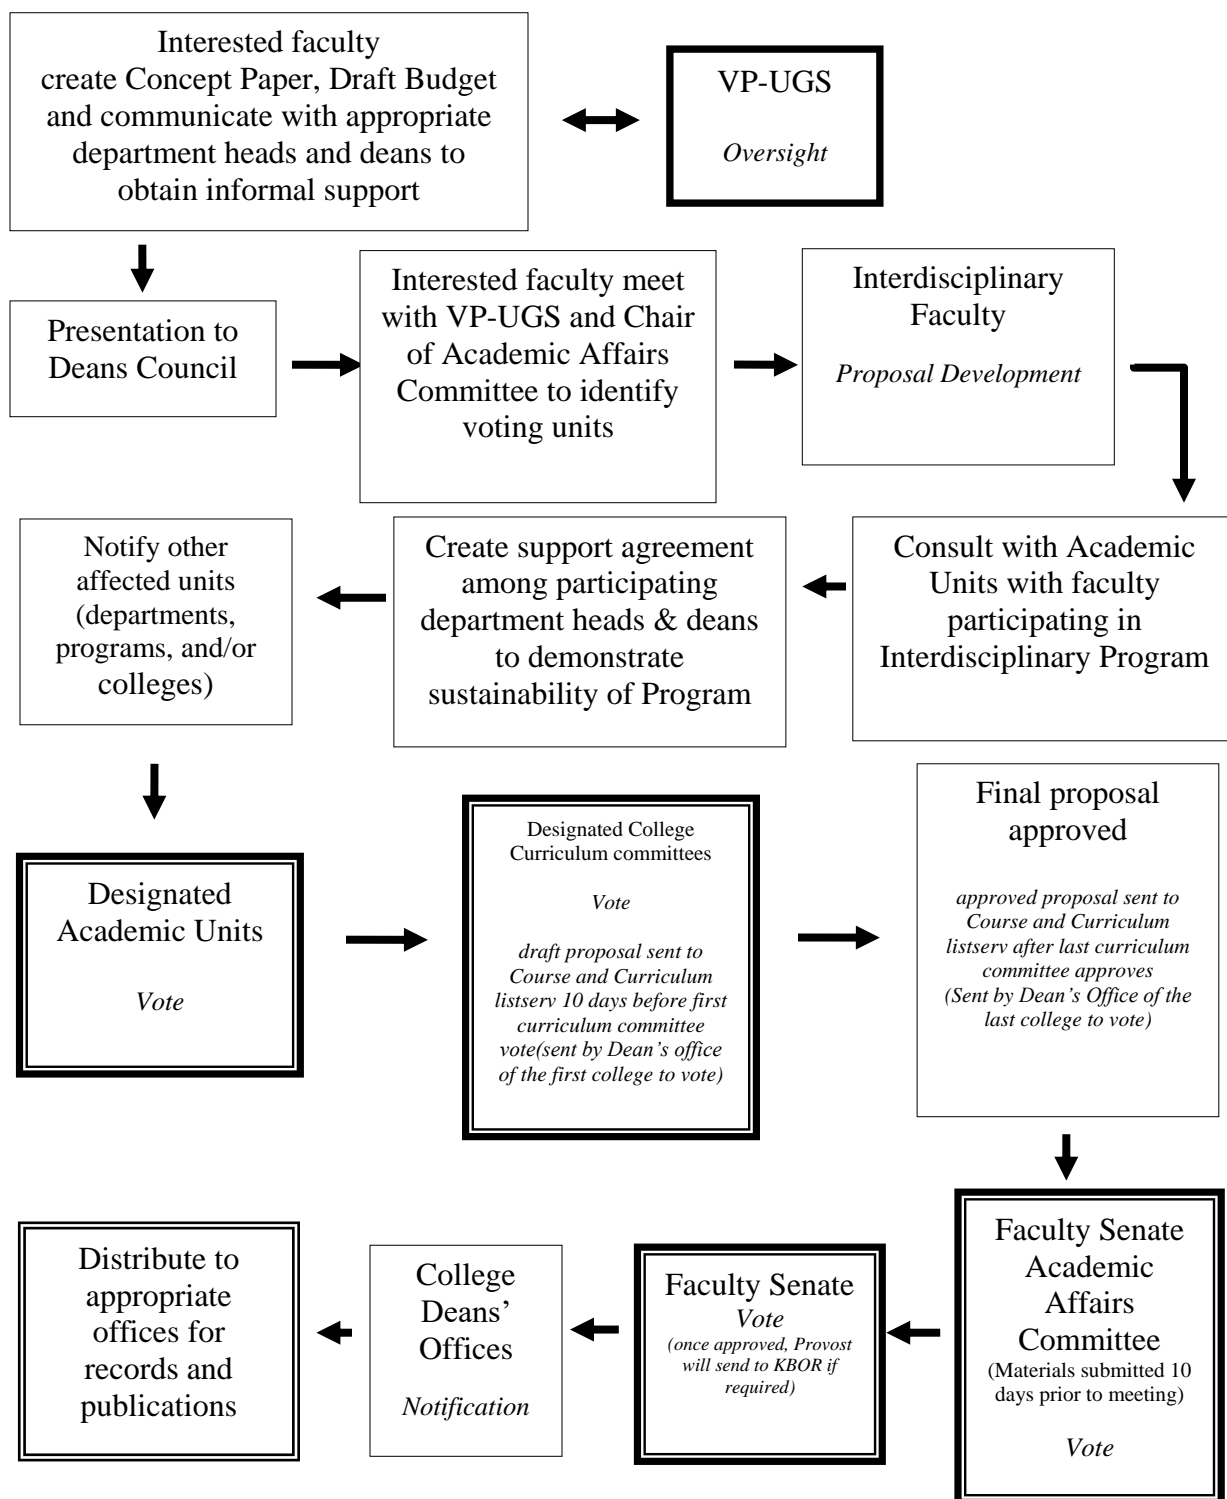 Interested faculty
create Concept Paper, Draft Budget
and communicate with appropriate
department heads and deans to
obtain informal support
VP-UGS
Oversight
Presentation to
Deans Council
Interested faculty meet
with VP-UGS and Chair
of Academic Affairs
Committee to identify
voting units
Interdisciplinary
Faculty
Proposal Development
Consult with Academic
Units with faculty
participating in
Interdisciplinary Program
Create support agreement
among participating
department heads & deans
to demonstrate
sustainability of Program
Notify other
affected units
(departments,
programs, and/or
colleges)
Designated
Academic Units
Vote
Designated College
Curriculum committees
Vote
draft proposal sent to
Course and Curriculum
listserv 10 days before first
curriculum committee
vote(sent by Dean’s office
of the first college to vote)
Final proposal
approved
approved proposal sent to
Course and Curriculum
listserv after last curriculum
committee approves
(Sent by Dean’s Office of the
last college to vote)
Faculty Senate
Academic
Affairs
Committee
(Materials submitted 10
days prior to meeting)
Vote
Faculty Senate
Vote
(once approved, Provost
will send to KBOR if
required)
College
Deans’
Offices
Notification
Distribute to
appropriate
offices for
records and
publications